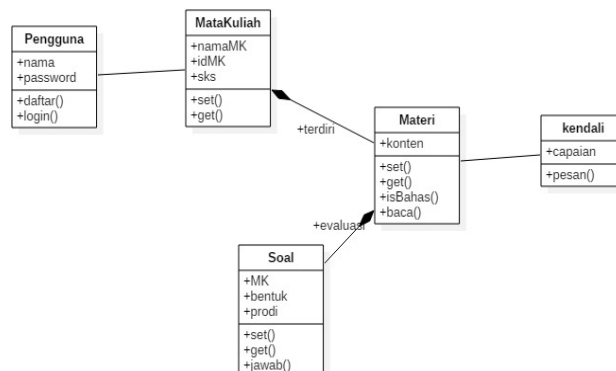 Pengguna
+nama
+password
+daftar()
+login()
MataKuliah
+namaMK
+idMK
+sks
+set()
+get()
+terdiri
Materi
+konten
+set()
+get()
+isBahas()
+baca()
kendali
+capaian
+pesan()
+evaluasi
Soal
+MK
+bentuk
+prodi
+set()
+get()
+jawab()